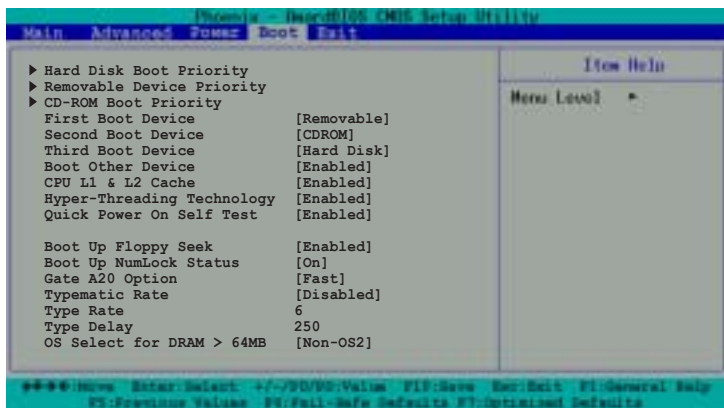 Phoenix - AwardBIOS CMOS Setup Utility
Main Advanced Power Boot Exit
Hard Disk Boot Priority
Removable Device Priority
CD-ROM Boot Priority
First Boot Device [Removable]
Second Boot Device [CDROM]
Third Boot Device [Hard Disk]
Boot Other Device [Enabled]
CPU L1 & L2 Cache [Enabled]
Hyper-Threading Technology [Enabled]
Quick Power On Self Test [Enabled]
Boot Up Floppy Seek [Enabled]
Boot Up NumLock Status [On]
Gate A20 Option [Fast]
Typematic Rate [Disabled]
Type Rate 6
Type Delay 250
OS Select for DRAM > 64MB [Non-OS2]
Item Help
Menu Level
:Move Enter:Select +/-/PU/PD:Value F10:Save Esc:Exit F1:General Help
F5:Previous Values F6:Fail-Safe Defaults F7:Optimized Defaults